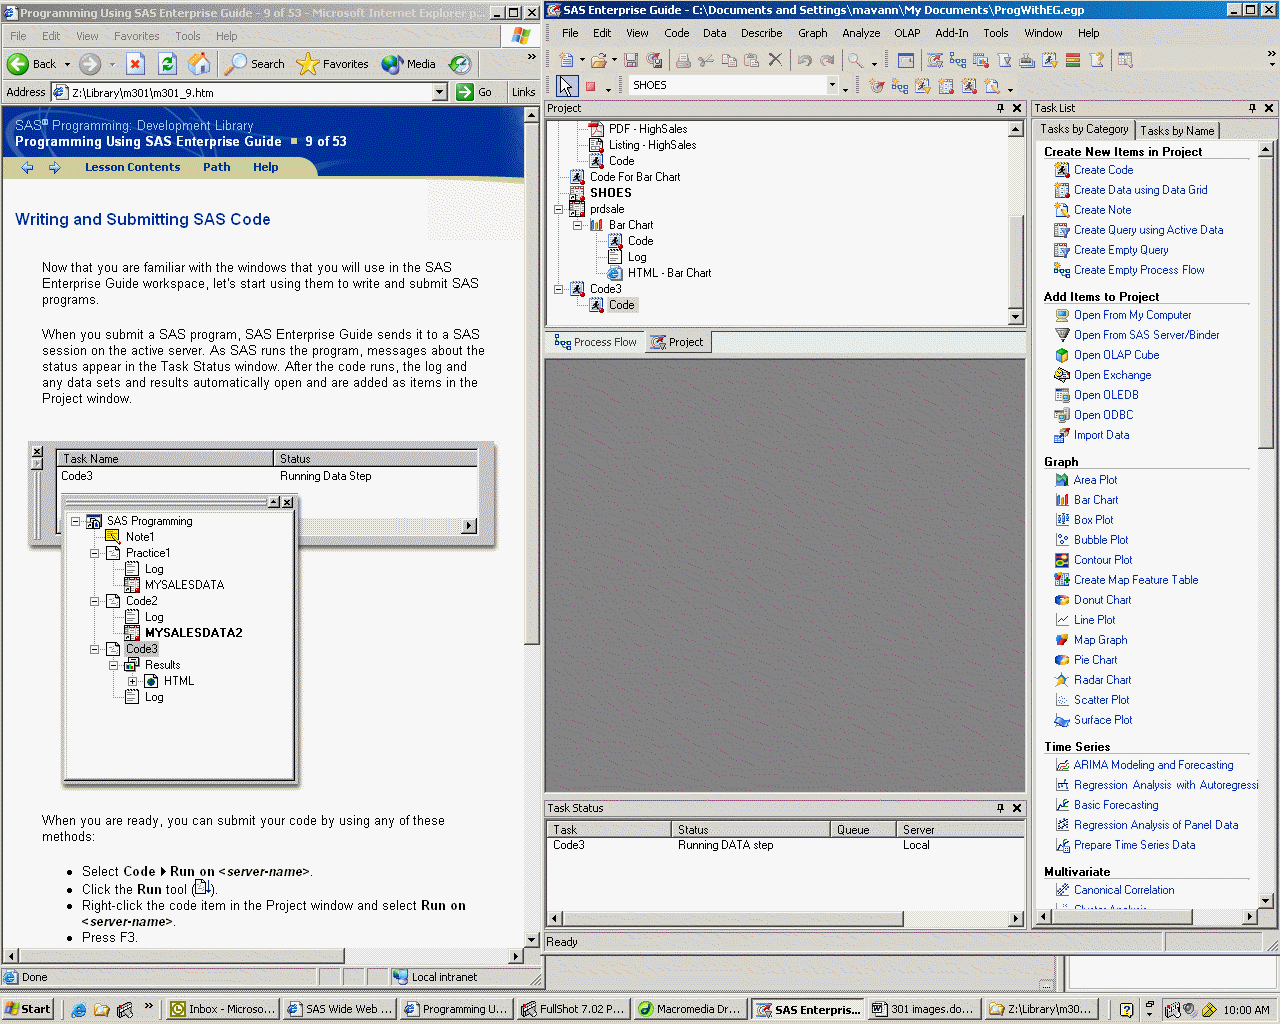 Programming Using SAS Enterprise Guide - 9 of 53 - Microsoft Internet Explorer p...
File Edit View Favorites Tools Help
Back Search Favorites Media
Address Z:\Library\m301\m301_9.htm Go Links
SAS® Programming: Development Library
Programming Using SAS Enterprise Guide 9 of 53
Lesson Contents Path Help
Writing and Submitting SAS Code
Now that you are familiar with the windows that you will use in the SAS
Enterprise Guide workspace, let's start using them to write and submit SAS
programs.
When you submit a SAS program, SAS Enterprise Guide sends it to a SAS
session on the active server. As SAS runs the program, messages about the
status appear in the Task Status window. After the code runs, the log and
any data sets and results automatically open and are added as items in the
Project window.
Task Name Status
Code3 Running Data Step
SAS Programming
Note1
Practice1
Log
MYSALESDATA
Code2
Log
MYSALESDATA2
Code3
Results
HTML
Log
When you are ready, you can submit your code by using any of these
methods:
• Select Code Run on <server-name>.
• Click the Run tool ( ).
• Right-click the code item in the Project window and select Run on
<server-name>.
• Press F3.
Done Local intranet
SAS Enterprise Guide - C:\Documents and Settings\mavann\My Documents\ProgWithEG.egp
File Edit View Code Data Describe Graph Analyze OLAP Add-In Tools Window Help
SHOES
Project
PDF - HighSales
Listing - HighSales
Code
Code For Bar Chart
SHOES
prdsale
Bar Chart
Code
Log
HTML - Bar Chart
Code3
Code
Process Flow Project
Task Status
Task Status Queue Server
Code3 Running DATA step Local
Ready
Task List
Tasks by Category Tasks by Name
Create New Items in Project
Create Code
Create Data using Data Grid
Create Note
Create Query using Active Data
Create Empty Query
Create Empty Process Flow
Add Items to Project
Open From My Computer
Open From SAS Server/Binder
Open OLAP Cube
Open Exchange
Open OLEDB
Open ODBC
Import Data
Graph
Area Plot
Bar Chart
Box Plot
Bubble Plot
Contour Plot
Create Map Feature Table
Donut Chart
Line Plot
Map Graph
Pie Chart
Radar Chart
Scatter Plot
Surface Plot
Time Series
ARIMA Modeling and Forecasting
Regression Analysis with Autoregressi
Basic Forecasting
Regression Analysis of Panel Data
Prepare Time Series Data
Multivariate
Canonical Correlation
Cluster Analysis
Start Inbox - Microso... SAS Wide Web ... Programming U... FullShot 7.02 P... Macromedia Dr... SAS Enterpris... 301 images.do... Z:\Library\m30... 10:00 AM